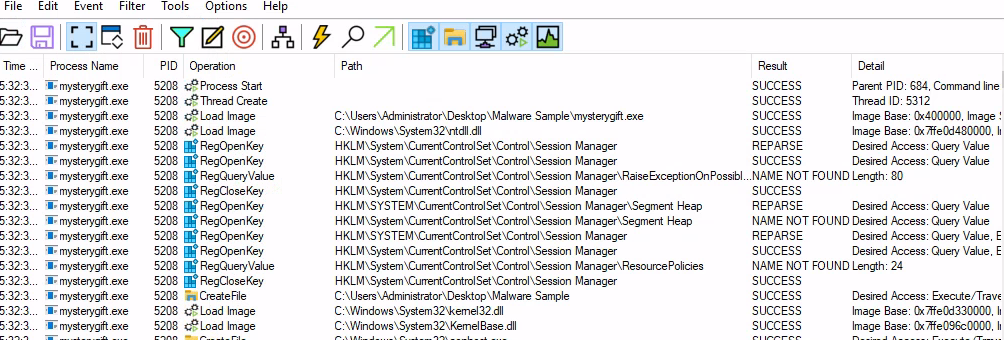 File Edit Event Filter Tools Options Help
Time ... Process Name PID Operation Path Result Detail
5:32:3... mysterygift.exe 5208 Process Start SUCCESS Parent PID: 684, Command line
5:32:3... mysterygift.exe 5208 Thread Create SUCCESS Thread ID: 5312
5:32:3... mysterygift.exe 5208 Load Image C:\Users\Administrator\Desktop\Malware Sample\mysterygift.exe SUCCESS Image Base: 0x400000, Image
5:32:3... mysterygift.exe 5208 Load Image C:\Windows\System32\ntdll.dll SUCCESS Image Base: 0x7ffe0d480000,
5:32:3... mysterygift.exe 5208 RegOpenKey HKLM\System\CurrentControlSet\Control\Session Manager REPARSE Desired Access: Query Value
5:32:3... mysterygift.exe 5208 RegOpenKey HKLM\System\CurrentControlSet\Control\Session Manager SUCCESS Desired Access: Query Value
5:32:3... mysterygift.exe 5208 RegQueryValue HKLM\System\CurrentControlSet\Control\Session Manager\RaiseExceptionOnPossibl... NAME NOT FOUND Length: 80
5:32:3... mysterygift.exe 5208 RegCloseKey HKLM\System\CurrentControlSet\Control\Session Manager SUCCESS
5:32:3... mysterygift.exe 5208 RegOpenKey HKLM\SYSTEM\CurrentControlSet\Control\Session Manager\Segment Heap REPARSE Desired Access: Query Value
5:32:3... mysterygift.exe 5208 RegOpenKey HKLM\System\CurrentControlSet\Control\Session Manager\Segment Heap NAME NOT FOUND Desired Access: Query Value
5:32:3... mysterygift.exe 5208 RegOpenKey HKLM\SYSTEM\CurrentControlSet\Control\Session Manager REPARSE Desired Access: Query Value, E
5:32:3... mysterygift.exe 5208 RegOpenKey HKLM\System\CurrentControlSet\Control\Session Manager SUCCESS Desired Access: Query Value, E
5:32:3... mysterygift.exe 5208 RegQueryValue HKLM\System\CurrentControlSet\Control\Session Manager\ResourcePolicies NAME NOT FOUND Length: 24
5:32:3... mysterygift.exe 5208 RegCloseKey HKLM\System\CurrentControlSet\Control\Session Manager SUCCESS
5:32:3... mysterygift.exe 5208 CreateFile C:\Users\Administrator\Desktop\Malware Sample SUCCESS Desired Access: Execute/Trave
5:32:3... mysterygift.exe 5208 Load Image C:\Windows\System32\kernel32.dll SUCCESS Image Base: 0x7ffe0d330000,
5:32:3... mysterygift.exe 5208 Load Image C:\Windows\System32\KernelBase.dll SUCCESS Image Base: 0x7ffe096c0000,